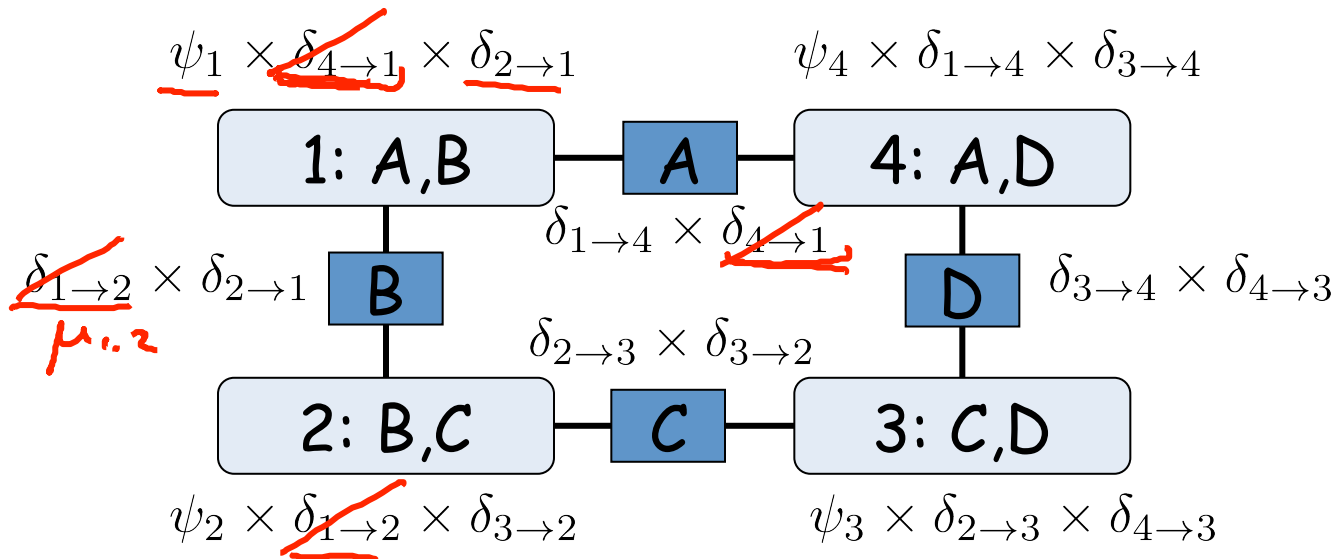 ψ₁ × δ₄→₁ × δ₂→₁
ψ₄ × δ₁→₄ × δ₃→₄
1: A,B
A
4: A,D
δ₁→₄ × δ₄→₁
δ₁→₂ × δ₂→₁
B
D
δ₃→₄ × δ₄→₃
δ₂→₃ × δ₃→₂
2: B,C
C
3: C,D
ψ₂ × δ₁→₂ × δ₃→₂
ψ₃ × δ₂→₃ × δ₄→₃